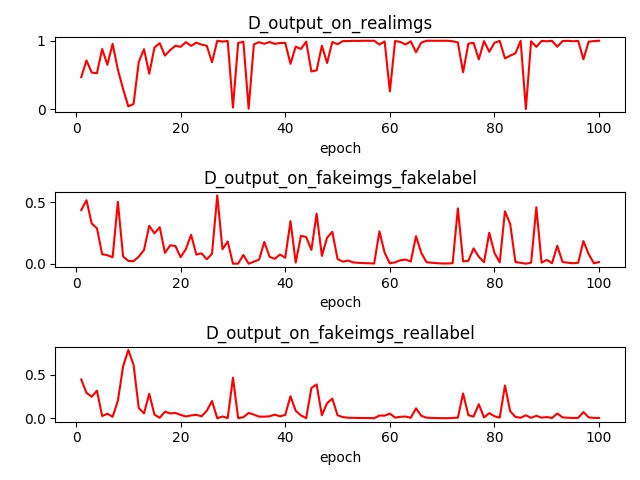 D_output_on_realimgs
1
0
0 20 40 60 80 100
epoch
D_output_on_fakeimgs_fakelabel
0.5
0.0
0 20 40 60 80 100
epoch
D_output_on_fakeimgs_reallabel
0.5
0.0
0 20 40 60 80 100
epoch